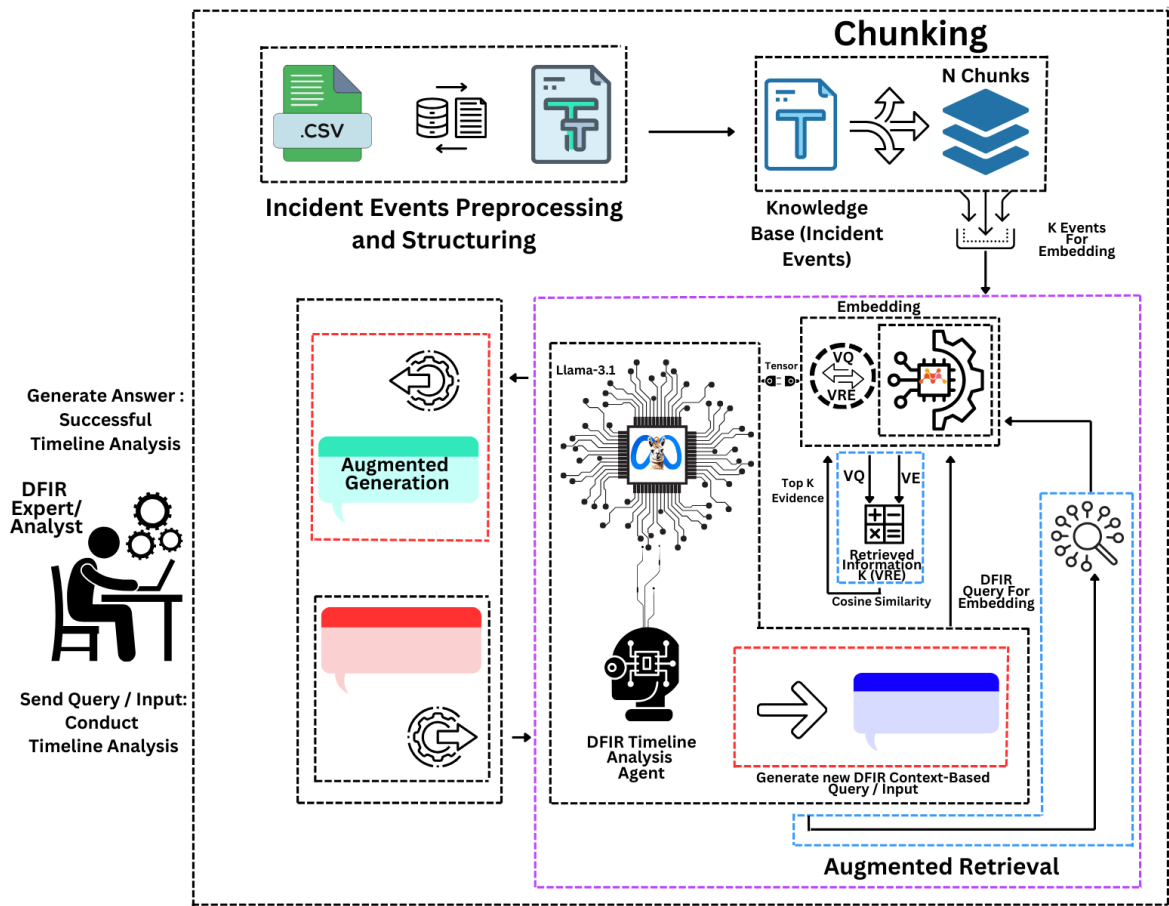 Chunking
.CSV
N Chunks
Incident Events Preprocessing
and Structuring
Knowledge
Base (Incident
Events)
K Events
For
Embedding
Embedding
Llama-3.1
Tensor
VQ
VRE
Generate Answer :
Successful
Timeline Analysis
Augmented
Generation
Top K
Evidence
VQ
VE
DFIR
Expert/
Analyst
Retrieved
Information
K (VRE)
Cosine Similarity
DFIR
Query For
Embedding
Send Query / Input:
Conduct
Timeline Analysis
DFIR Timeline
Analysis
Agent
Generate new DFIR Context-Based
Query / Input
Augmented Retrieval